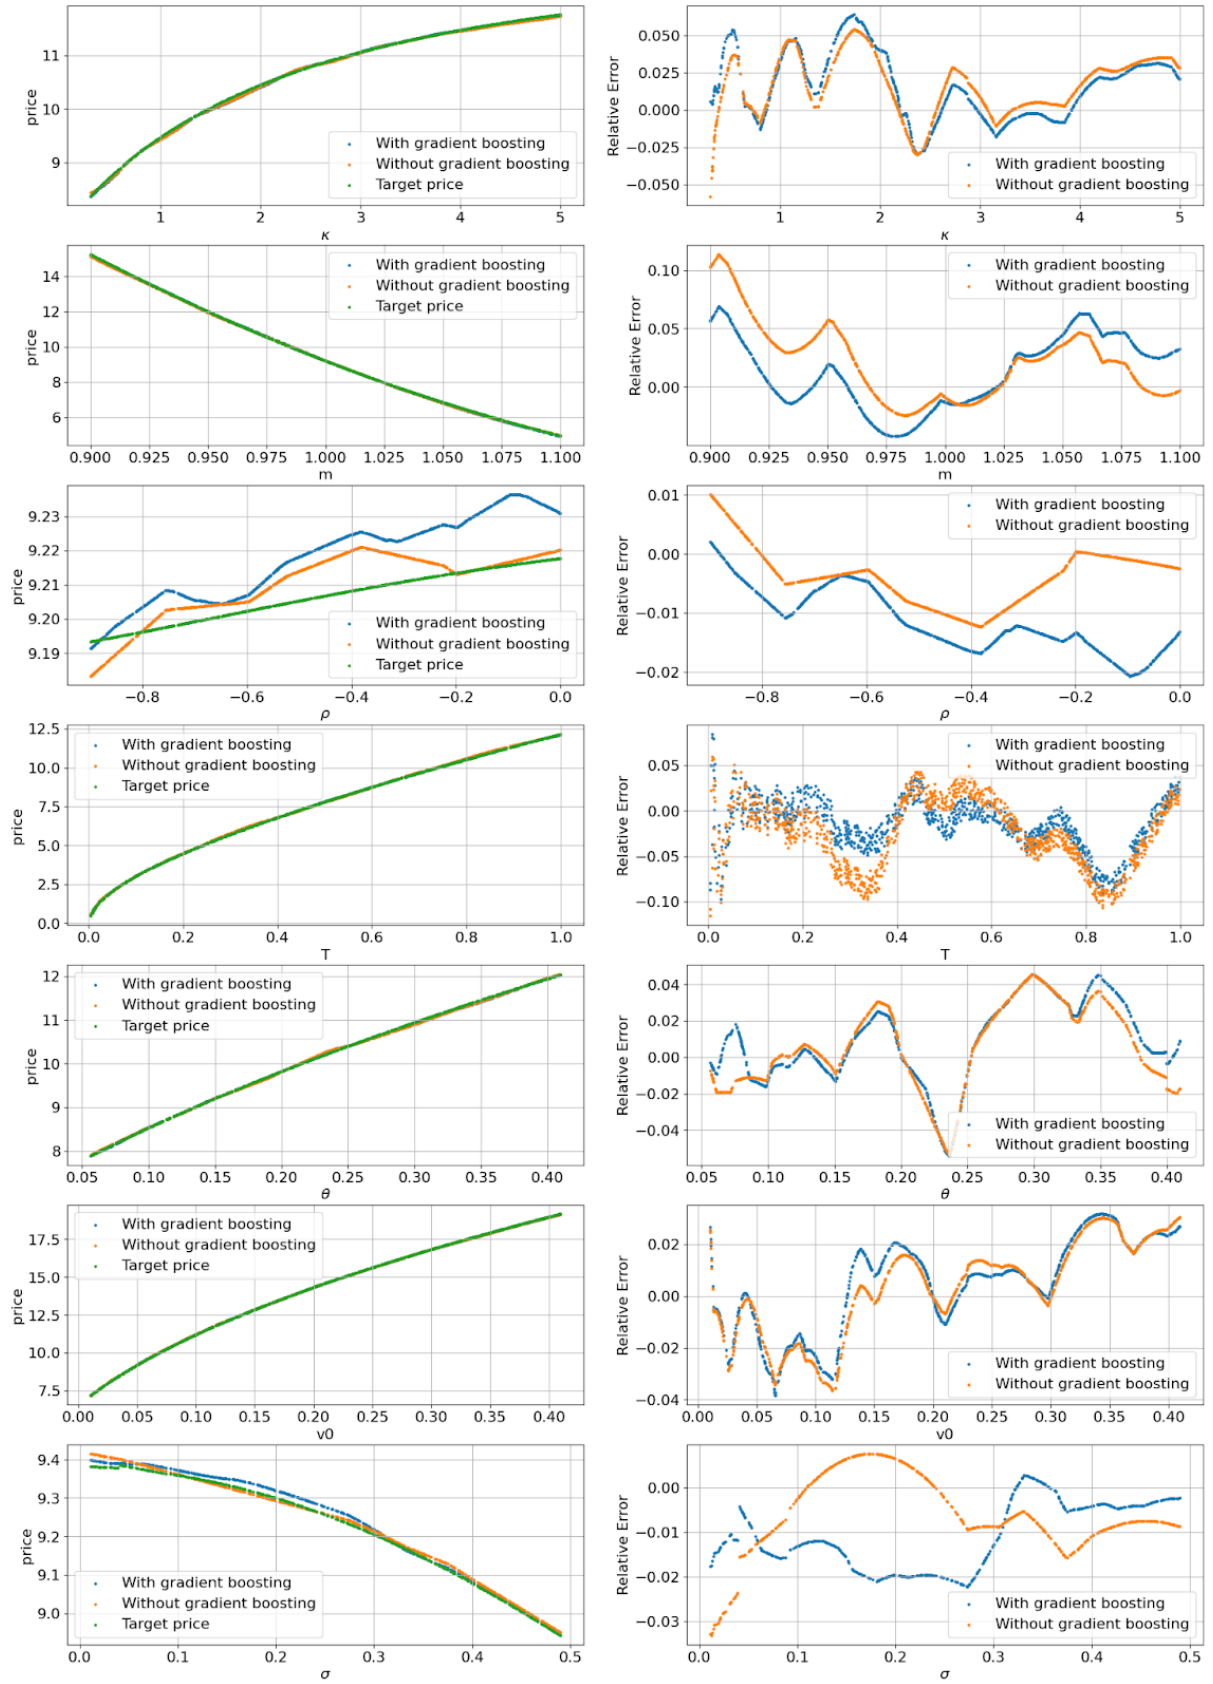 price
11
10
9
With gradient boosting
Without gradient boosting
Target price
1 2 3 4 5
κ
Relative Error
0.050
0.025
0.000
−0.025
−0.050
With gradient boosting
Without gradient boosting
1 2 3 4 5
κ
price
14
12
10
8
6
With gradient boosting
Without gradient boosting
Target price
0.900 0.925 0.950 0.975 1.000 1.025 1.050 1.075 1.100
m
Relative Error
0.10
0.05
0.00
With gradient boosting
Without gradient boosting
0.900 0.925 0.950 0.975 1.000 1.025 1.050 1.075 1.100
m
price
9.23
9.22
9.21
9.20
9.19
With gradient boosting
Without gradient boosting
Target price
−0.8 −0.6 −0.4 −0.2 0.0
ρ
Relative Error
0.01
0.00
−0.01
−0.02
With gradient boosting
Without gradient boosting
−0.8 −0.6 −0.4 −0.2 0.0
ρ
price
12.5
10.0
7.5
5.0
2.5
0.0
With gradient boosting
Without gradient boosting
Target price
0.0 0.2 0.4 0.6 0.8 1.0
T
Relative Error
0.05
0.00
−0.05
−0.10
With gradient boosting
Without gradient boosting
0.0 0.2 0.4 0.6 0.8 1.0
T
price
12
11
10
9
8
With gradient boosting
Without gradient boosting
Target price
0.05 0.10 0.15 0.20 0.25 0.30 0.35 0.40
θ
Relative Error
0.04
0.02
0.00
−0.02
−0.04
With gradient boosting
Without gradient boosting
0.05 0.10 0.15 0.20 0.25 0.30 0.35 0.40
θ
price
17.5
15.0
12.5
10.0
7.5
With gradient boosting
Without gradient boosting
Target price
0.00 0.05 0.10 0.15 0.20 0.25 0.30 0.35 0.40
v0
Relative Error
0.02
0.00
−0.02
−0.04
With gradient boosting
Without gradient boosting
0.00 0.05 0.10 0.15 0.20 0.25 0.30 0.35 0.40
v0
price
9.4
9.3
9.2
9.1
9.0
With gradient boosting
Without gradient boosting
Target price
0.0 0.1 0.2 0.3 0.4 0.5
σ
Relative Error
0.00
−0.01
−0.02
−0.03
With gradient boosting
Without gradient boosting
0.0 0.1 0.2 0.3 0.4 0.5
σ